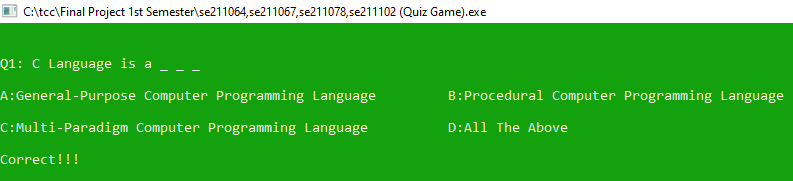 C:\tcc\Final Project 1st Semester\se211064,se211067,se211078,se211102 (Quiz Game).exe
Q1: C Language is a _ _ _
A:General-Purpose Computer Programming Language B:Procedural Computer Programming Language
C:Multi-Paradigm Computer Programming Language D:All The Above
Correct!!!